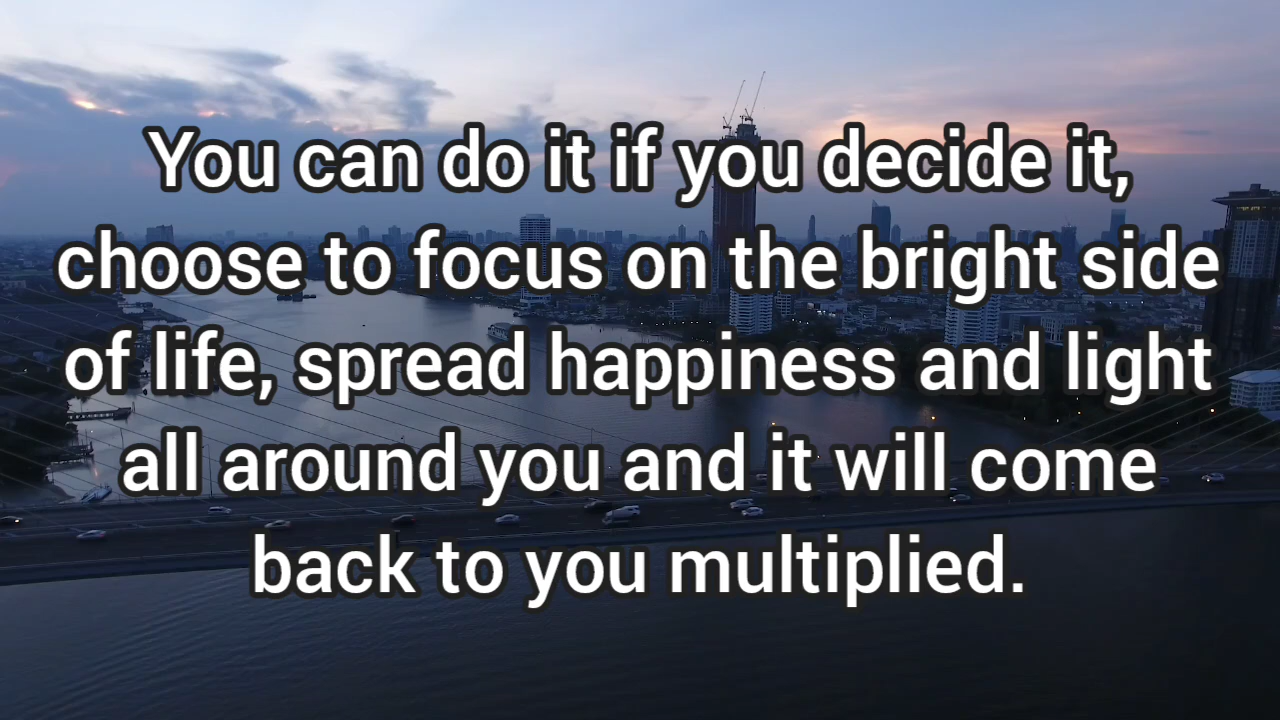 You can do it if you decide it,
choose to focus on the bright side
of life, spread happiness and light
all around you and it will come
back to you multiplied.